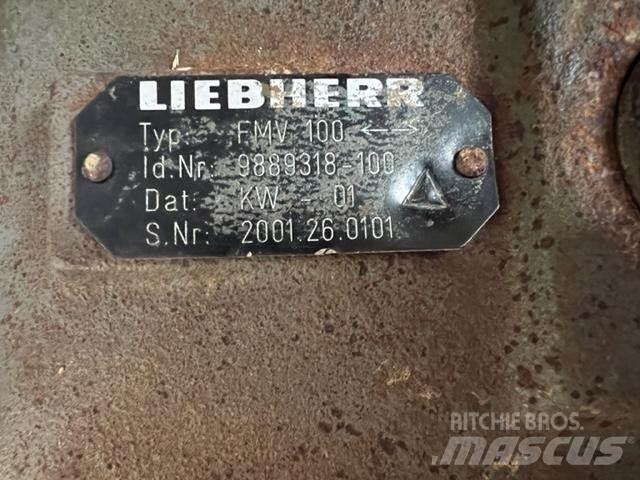 LIEBHERR
Typ: FMV 100 ←→
Id.Nr: 9889318-100
Dat: KW - 01
S.Nr: 2001.26.0101
RITCHIE BROS.
MASCUS